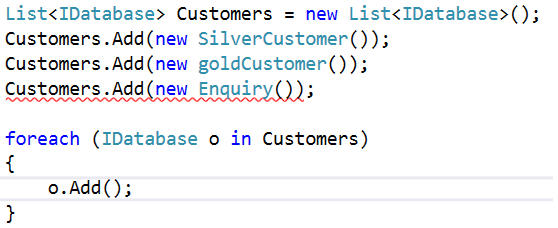 List<IDatabase> Customers = new List<IDatabase>();
Customers.Add(new SilverCustomer());
Customers.Add(new goldCustomer());
Customers.Add(new Enquiry());
foreach (IDatabase o in Customers)
{
o.Add();
}